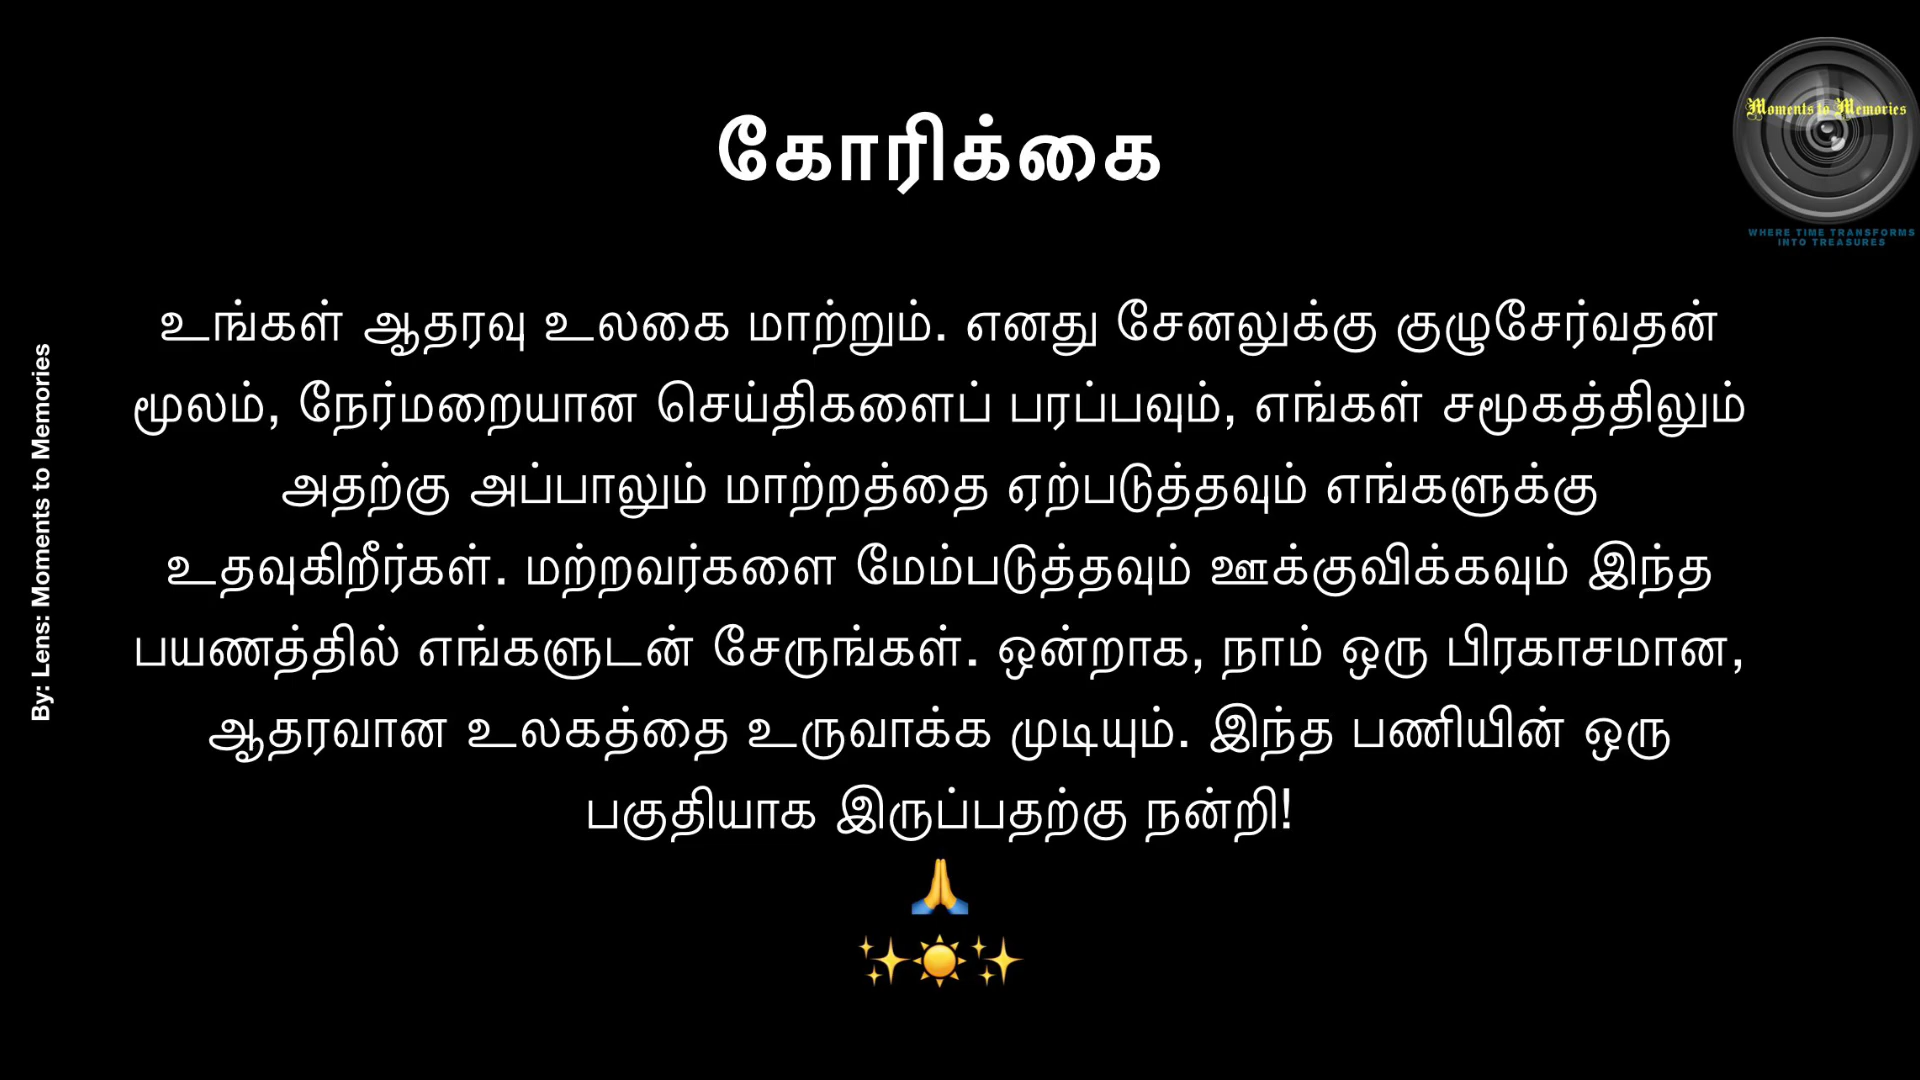 கோரிக்கை
Moments to Memories
WHERE TIME TRANSFORMS
INTO TREASURES
உங்கள் ஆதரவு உலகை மாற்றும். எனது சேனலுக்கு குழுசேர்வதன்
மூலம், நேர்மறையான செய்திகளைப் பரப்பவும், எங்கள் சமூகத்திலும்
அதற்கு அப்பாலும் மாற்றத்தை ஏற்படுத்தவும் எங்களுக்கு
உதவுகிறீர்கள். மற்றவர்களை மேம்படுத்தவும் ஊக்குவிக்கவும் இந்த
பயணத்தில் எங்களுடன் சேருங்கள். ஒன்றாக, நாம் ஒரு பிரகாசமான,
ஆதரவான உலகத்தை உருவாக்க முடியும். இந்த பணியின் ஒரு
பகுதியாக இருப்பதற்கு நன்றி!
🙏
✨☀️✨
By: Lens: Moments to Memories